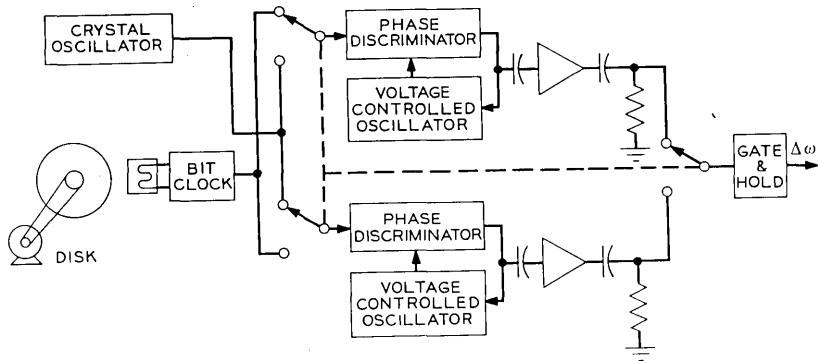 CRYSTAL
OSCILLATOR
PHASE
DISCRIMINATOR
VOLTAGE
CONTROLLED
OSCILLATOR
BIT
CLOCK
DISK
GATE
&
HOLD
Δω
PHASE
DISCRIMINATOR
VOLTAGE
CONTROLLED
OSCILLATOR